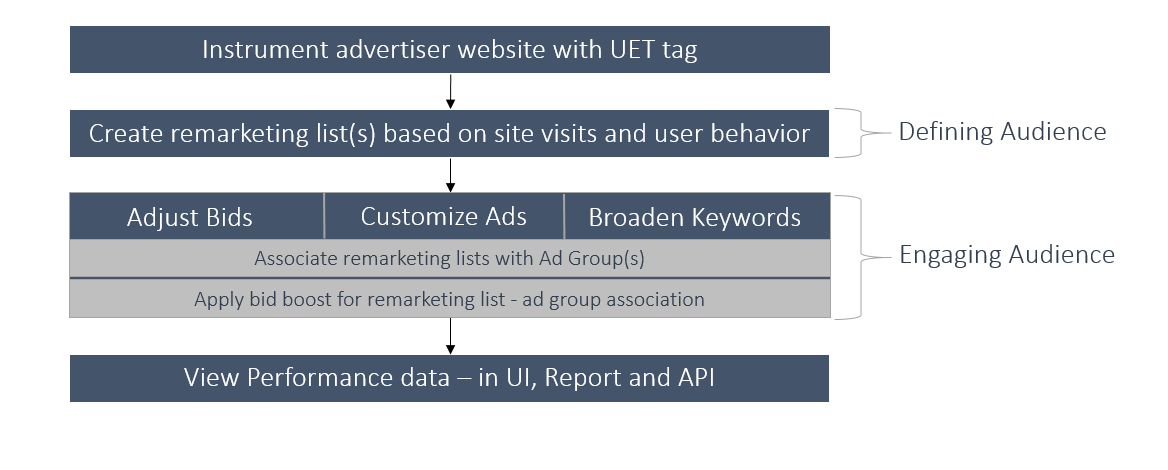 Instrument advertiser website with UET tag
Create remarketing list(s) based on site visits and user behavior
Defining Audience
Adjust Bids
Customize Ads
Broaden Keywords
Associate remarketing lists with Ad Group(s)
Apply bid boost for remarketing list - ad group association
Engaging Audience
View Performance data – in UI, Report and API